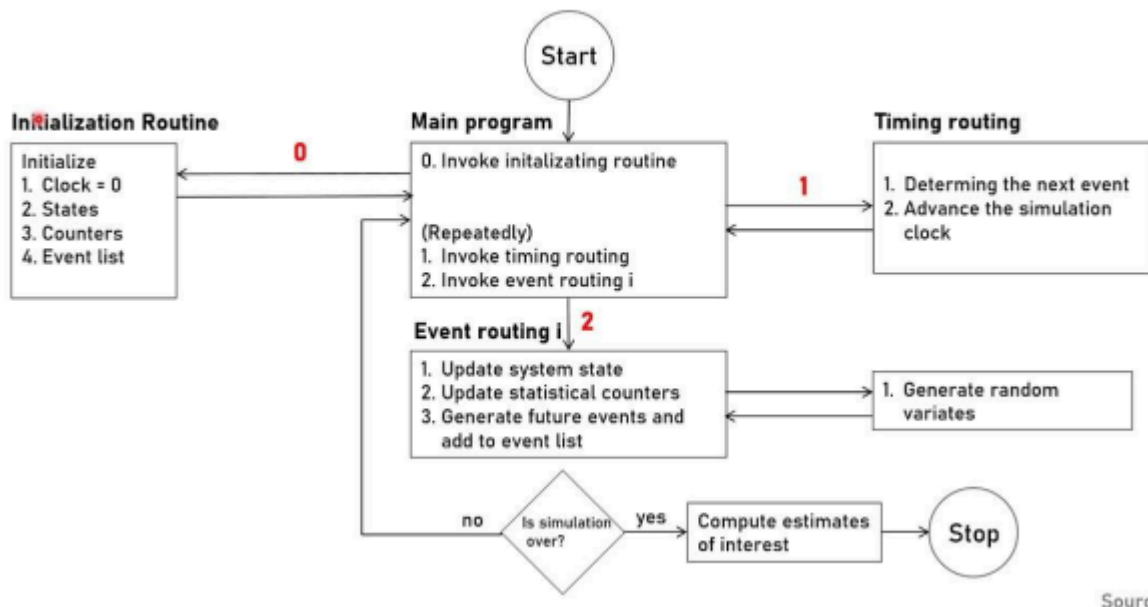 Start
Initialization Routine
Initialize
1. Clock = 0
2. States
3. Counters
4. Event list
0
Main program
0. Invoke initalizating routine
(Repeatedly)
1. Invoke timing routing
2. Invoke event routing i
1
Timing routing
1. Determing the next event
2. Advance the simulation
clock
2
Event routing i
1. Update system state
2. Update statistical counters
3. Generate future events and
add to event list
1. Generate random
variates
no
Is simulation
over?
yes
Compute estimates
of interest
Stop